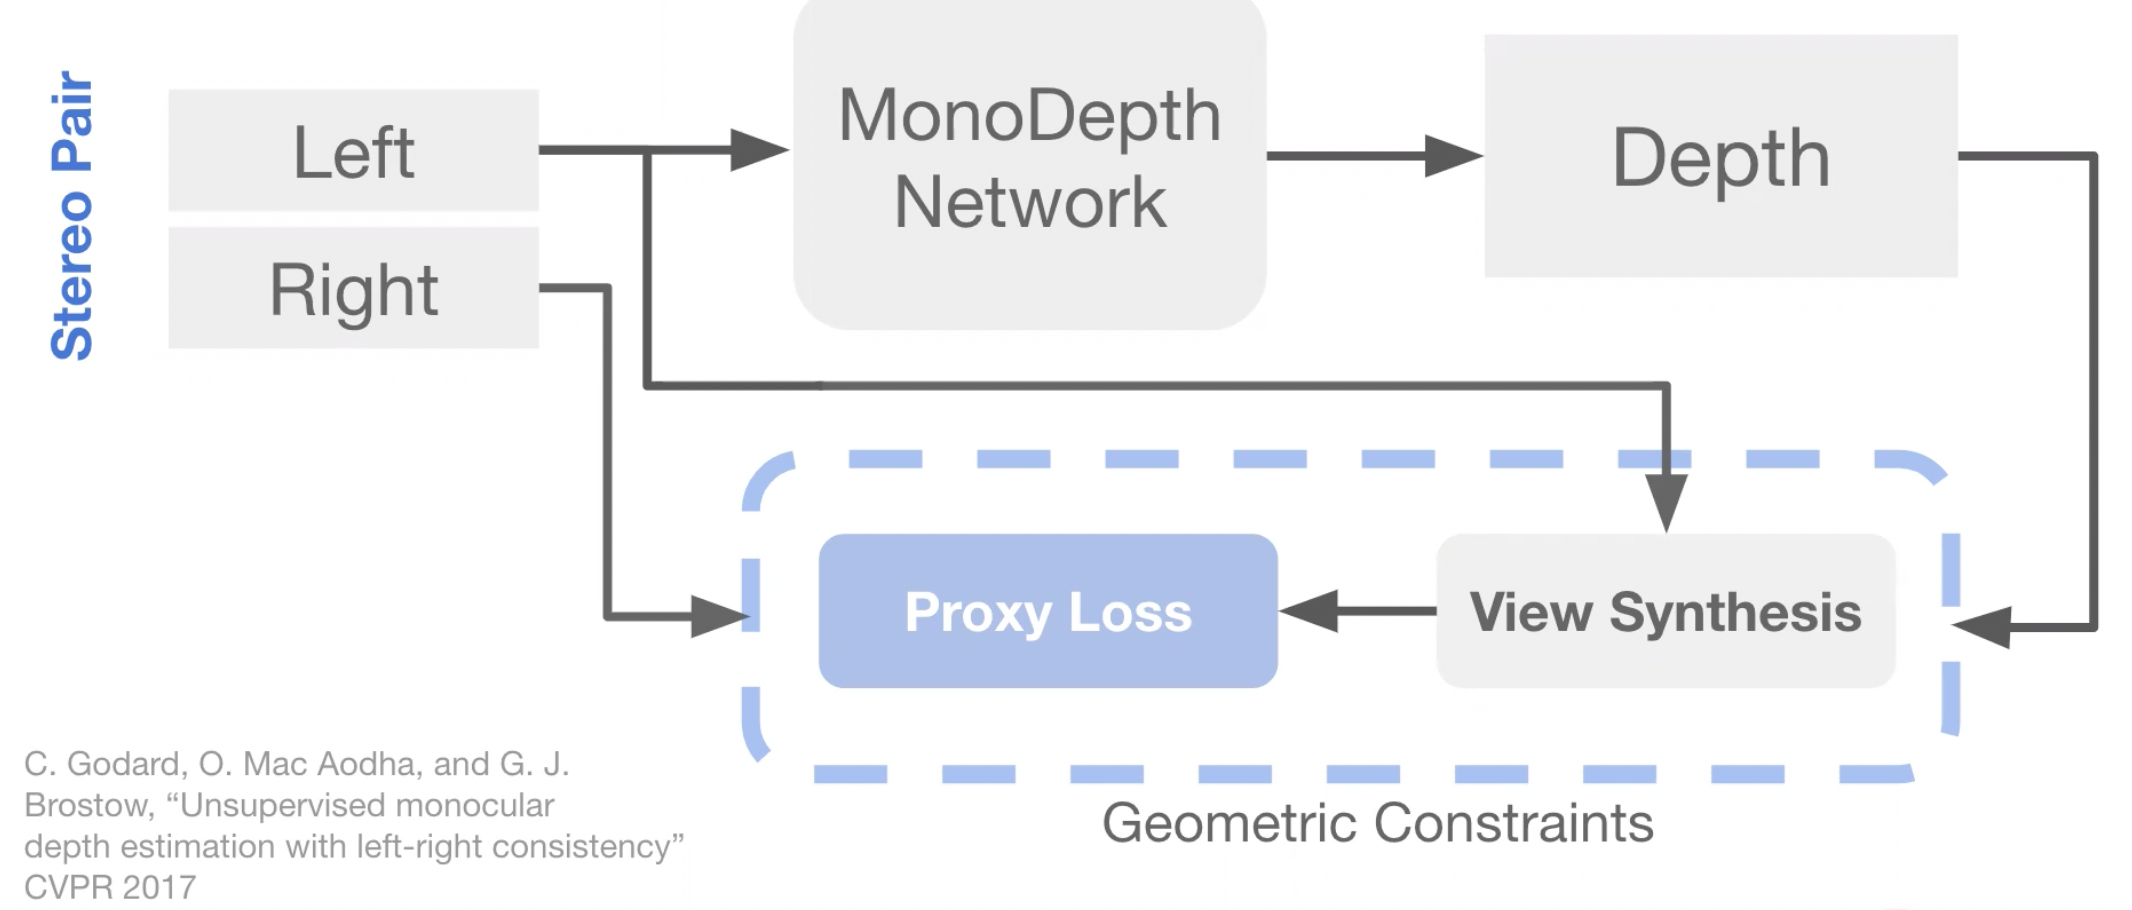 Stereo Pair
Left
Right
MonoDepth
Network
Depth
Proxy Loss
View Synthesis
Geometric Constraints
C. Godard, O. Mac Aodha, and G. J.
Brostow, “Unsupervised monocular
depth estimation with left-right consistency”
CVPR 2017